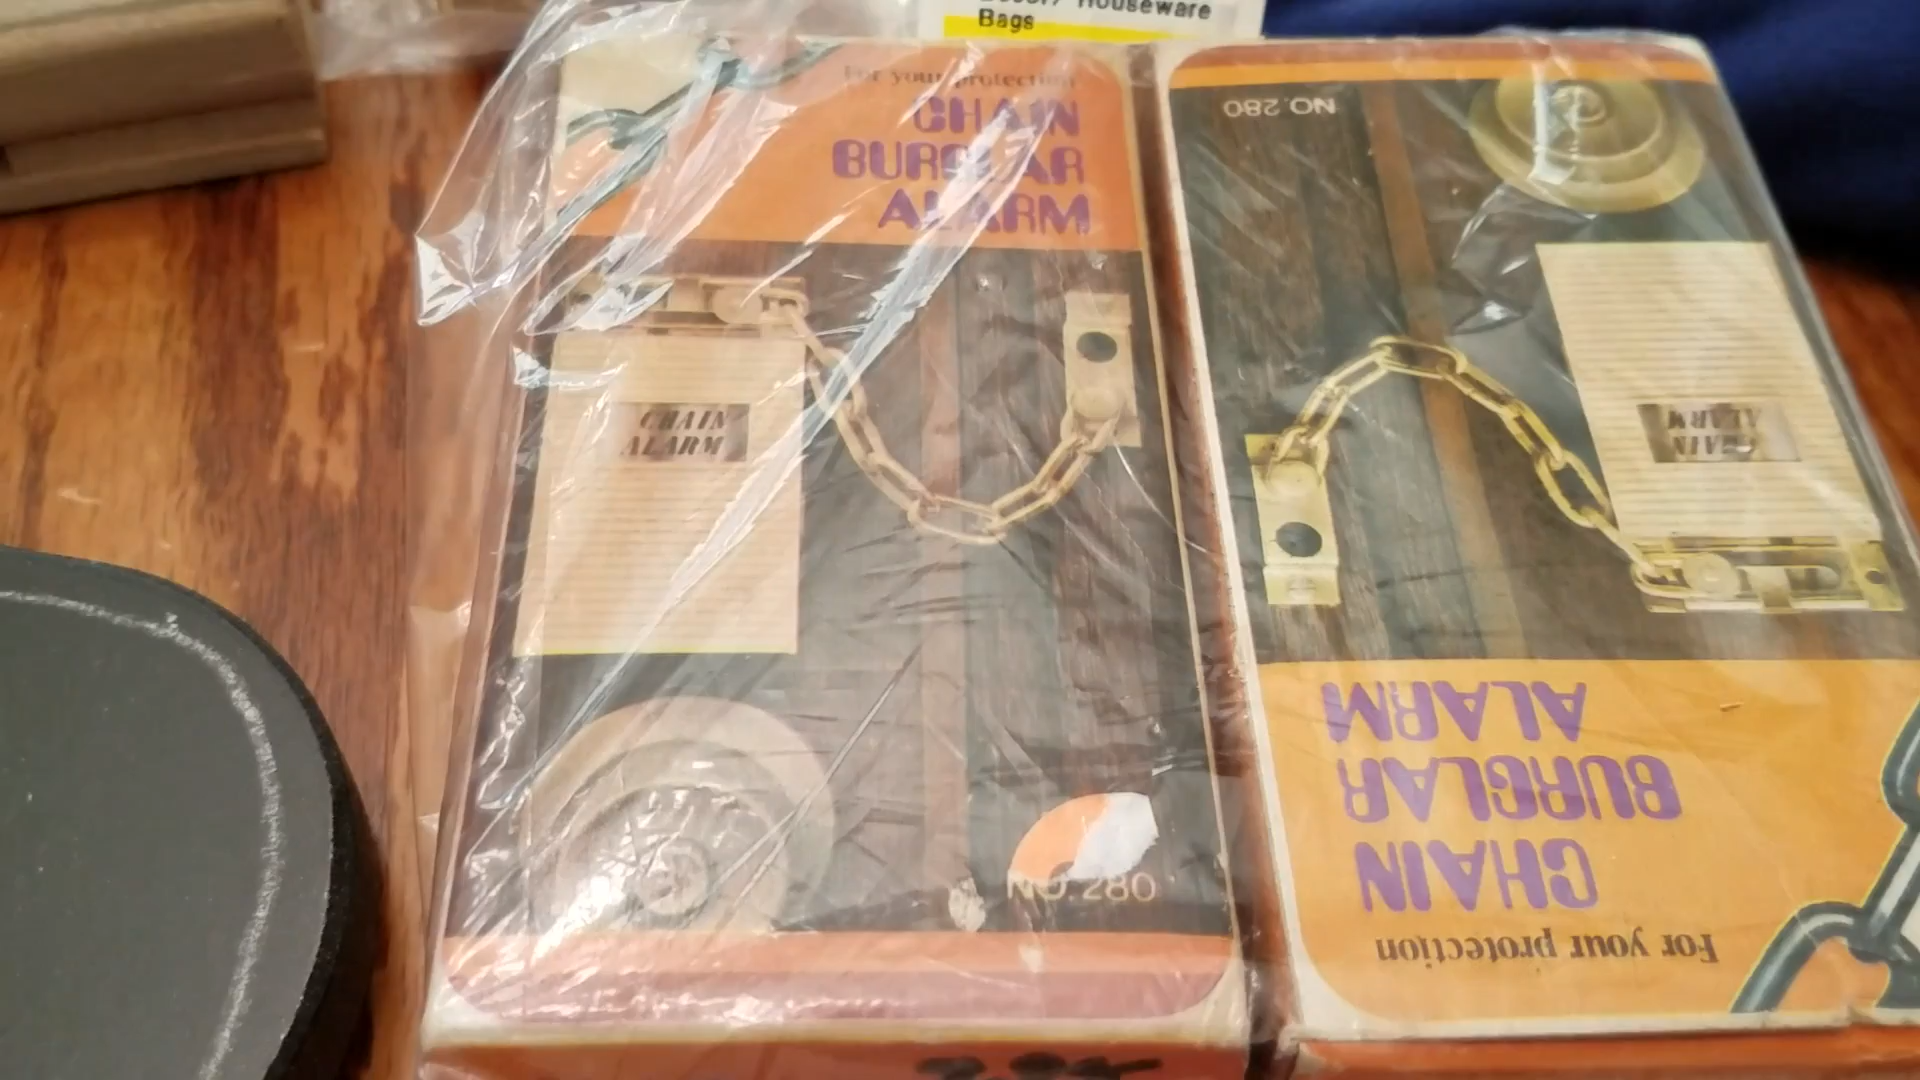 Houseware
Bags
For your protection
CHAIN
BURGLAR
ALARM
CHAIN
ALARM
NO.280
NO.280
CHAIN
ALARM
For your protection
CHAIN
BURGLAR
ALARM